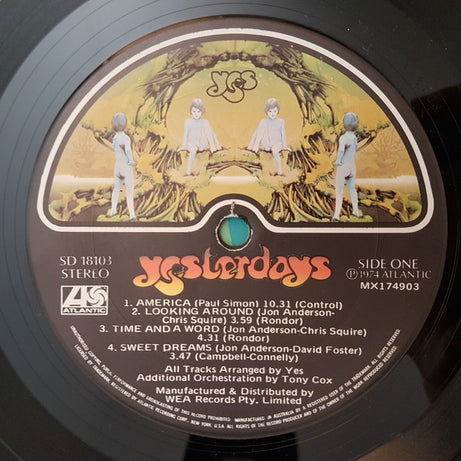 yes
yesterdays
SD 18103
STEREO
SIDE ONE
Ⓟ1974 ATLANTIC
MX174903
ATLANTIC
1. AMERICA (Paul Simon) 10.31 (Control)
2. LOOKING AROUND (Jon Anderson-
Chris Squire) 3.59 (Rondor)
3. TIME AND A WORD (Jon Anderson-Chris Squire)
4.31 (Rondor)
4. SWEET DREAMS (Jon Anderson-David Foster)
3.47 (Campbell-Connelly)
All Tracks Arranged by Yes
Additional Orchestration by Tony Cox
Manufactured & Distributed by
WEA Records Pty. Limited